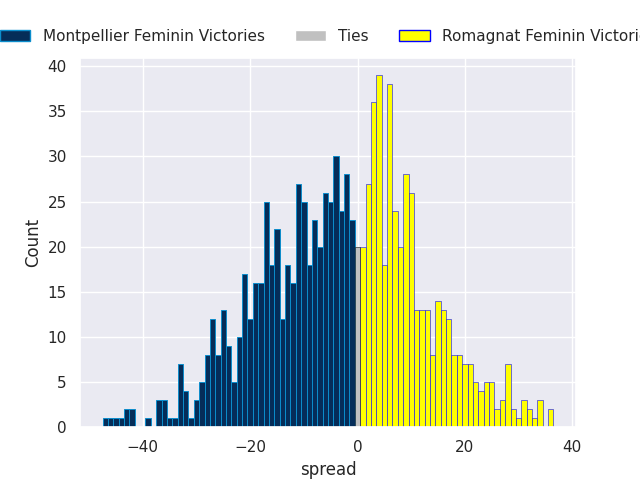 Montpellier Feminin Victories Ties Romagnat Feminin Victori
40
35
30
25
20
15
10
5
0
Count
−40 −20 0 20 40
spread